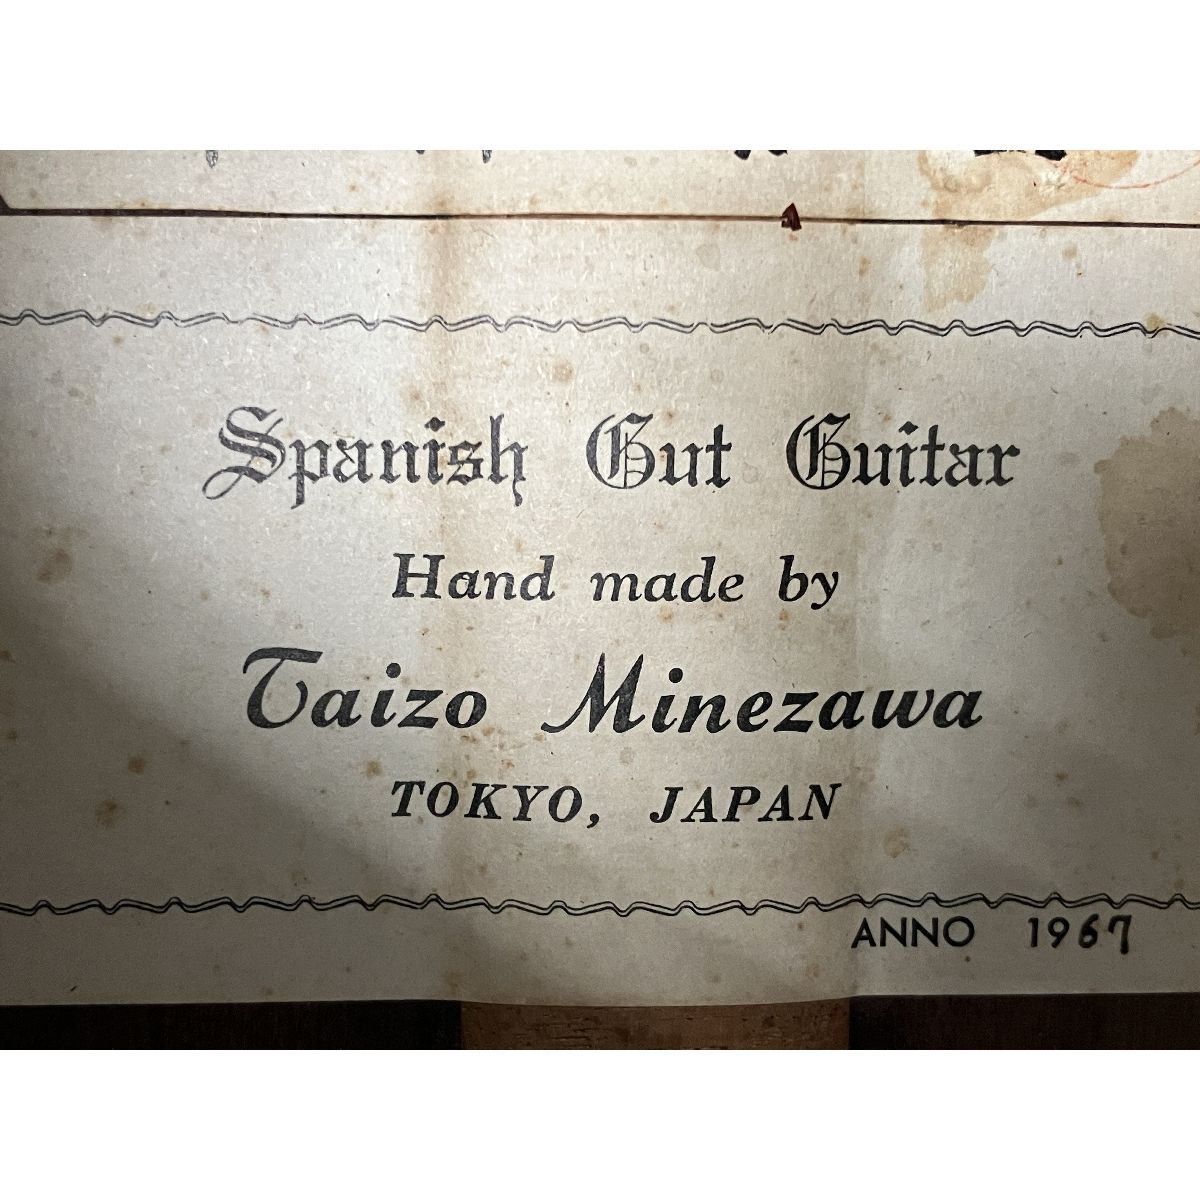 Spanish Gut Guitar
Hand made by
Taizo Minezawa
TOKYO, JAPAN
ANNO 1967